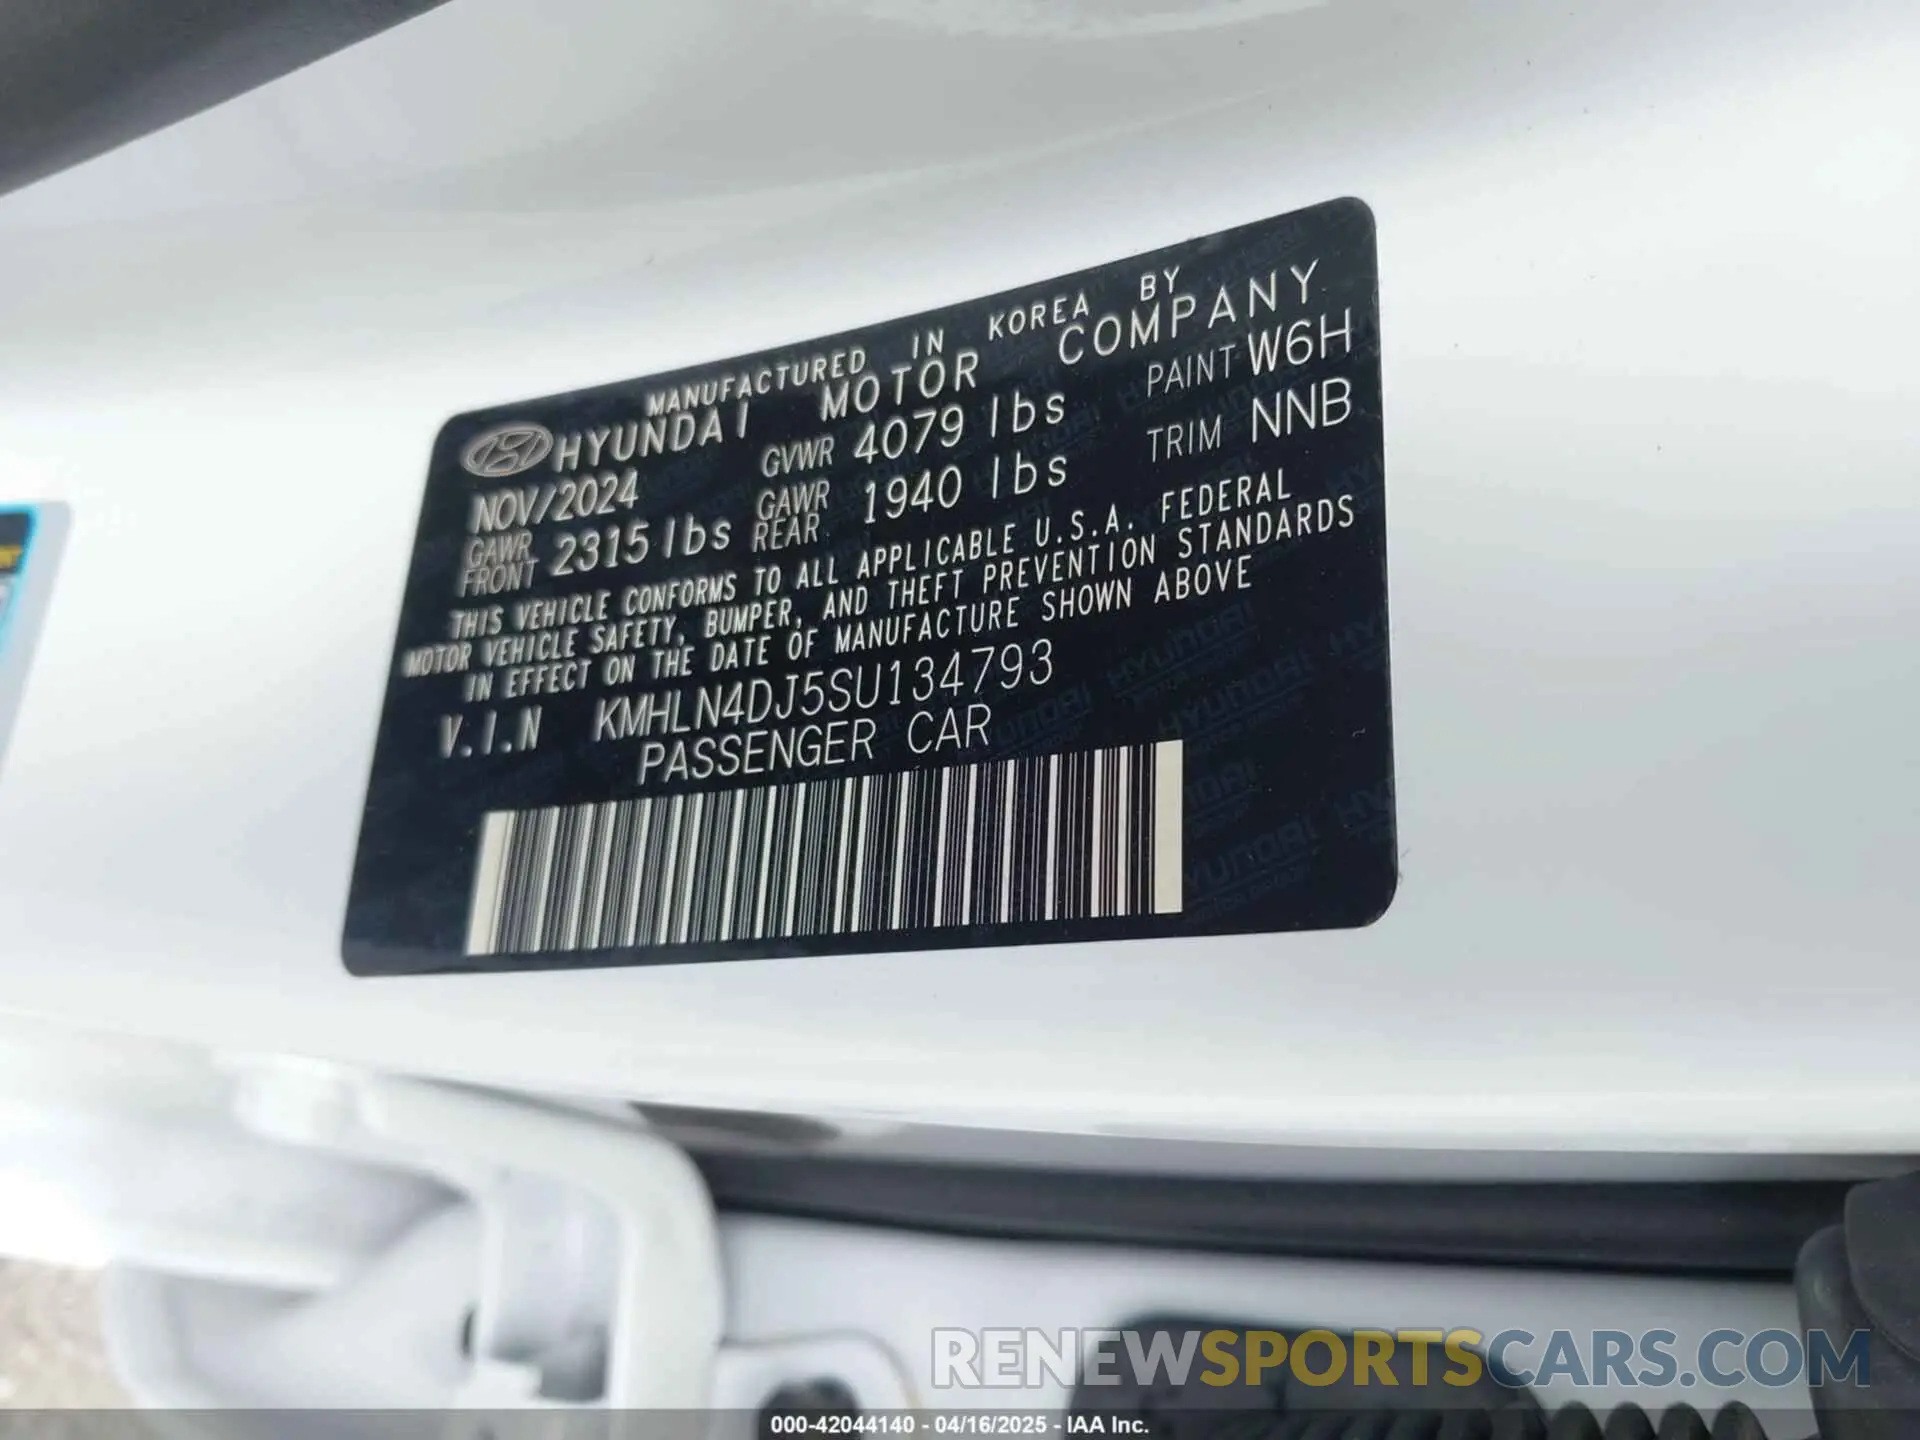 MANUFACTURED IN KOREA BY
HYUNDAI MOTOR COMPANY
NOV/2024 GVWR 4079 lbs PAINT W6H
GAWR FRONT 2315 lbs GAWR REAR 1940 lbs TRIM NNB
THIS VEHICLE CONFORMS TO ALL APPLICABLE U.S.A. FEDERAL
MOTOR VEHICLE SAFETY, BUMPER, AND THEFT PREVENTION STANDARDS
IN EFFECT ON THE DATE OF MANUFACTURE SHOWN ABOVE
V.I.N KMHLN4DJ5SU134793
PASSENGER CAR
RENEWSPORTSCARS.COM
000-42044140 - 04/16/2025 - IAA Inc.